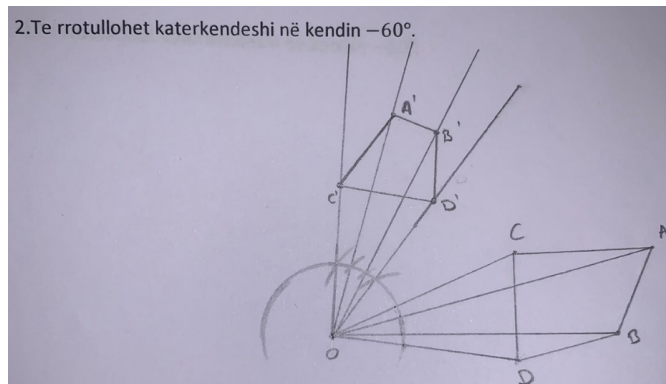 2.Te rrotullohet katerkendeshi në kendin −60°.
A'
B'
C'
D'
C
A
B
O
D